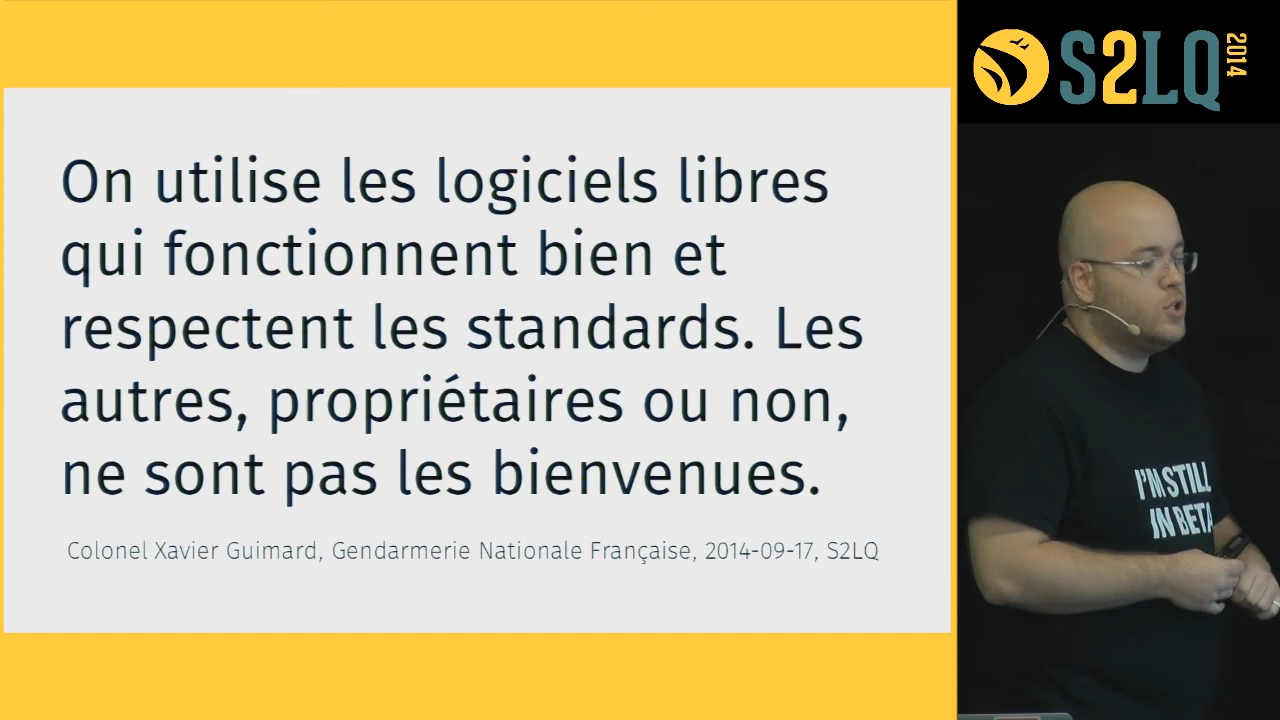 On utilise les logiciels libres
qui fonctionnent bien et
respectent les standards. Les
autres, propriétaires ou non,
ne sont pas les bienvenues.
Colonel Xavier Guimard, Gendarmerie Nationale Française, 2014-09-17, S2LQ
S2LQ 2014
I'M STILL
IN BETA